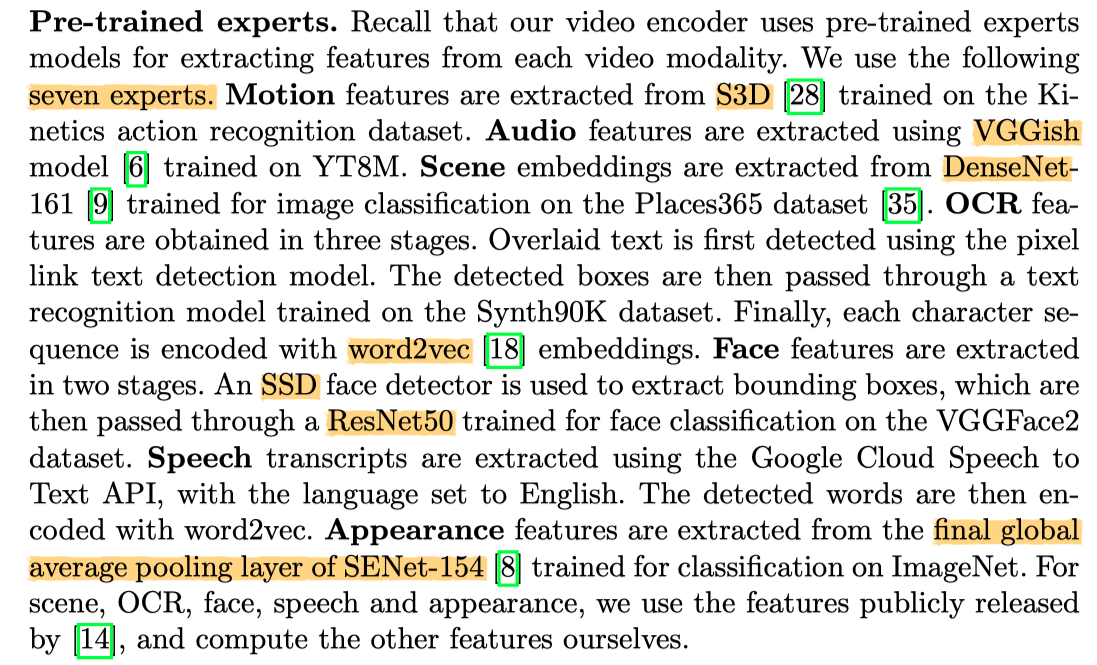 Pre-trained experts. Recall that our video encoder uses pre-trained experts
models for extracting features from each video modality. We use the following
seven experts. Motion features are extracted from S3D [28] trained on the Ki-
netics action recognition dataset. Audio features are extracted using VGGish
model [6] trained on YT8M. Scene embeddings are extracted from DenseNet-
161 [9] trained for image classification on the Places365 dataset [35]. OCR fea-
tures are obtained in three stages. Overlaid text is first detected using the pixel
link text detection model. The detected boxes are then passed through a text
recognition model trained on the Synth90K dataset. Finally, each character se-
quence is encoded with word2vec [18] embeddings. Face features are extracted
in two stages. An SSD face detector is used to extract bounding boxes, which are
then passed through a ResNet50 trained for face classification on the VGGFace2
dataset. Speech transcripts are extracted using the Google Cloud Speech to
Text API, with the language set to English. The detected words are then en-
coded with word2vec. Appearance features are extracted from the final global
average pooling layer of SENet-154 [8] trained for classification on ImageNet. For
scene, OCR, face, speech and appearance, we use the features publicly released
by [14], and compute the other features ourselves.